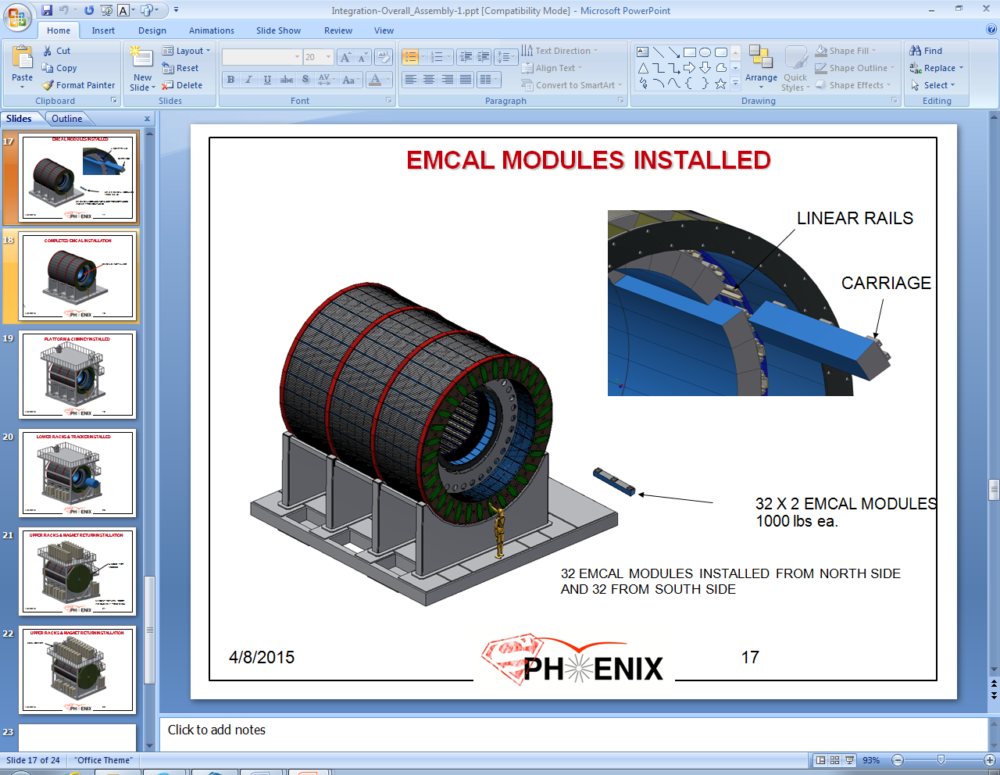 Integration-Overall_Assembly-1.ppt [Compatibility Mode] - Microsoft PowerPoint
Home Insert Design Animations Slide Show Review View
Paste
Cut
Copy
Format Painter
Clipboard
New Slide
Layout
Reset
Delete
Slides
20
B I U abc S AV Aa A
Font
Text Direction
Align Text
Convert to SmartArt
Paragraph
Arrange
Quick Styles
Shape Fill
Shape Outline
Shape Effects
Drawing
Find
Replace
Select
Editing
Slides Outline x
17
EMCAL MODULES INSTALLED
18
COMPLETED EMCAL INSTALLATION
19
PLATFORM & CHIMNEY INSTALLED
20
LOWER RACKS & TRACKER INSTALLED
21
UPPER RACKS & MAGNET RETURN INSTALLATION
22
UPPER RACKS & MAGNET RETURN INSTALLATION
23
EMCAL MODULES INSTALLED
LINEAR RAILS
CARRIAGE
32 X 2 EMCAL MODULES
1000 lbs ea.
32 EMCAL MODULES INSTALLED FROM NORTH SIDE
AND 32 FROM SOUTH SIDE
4/8/2015
S PH ENIX
17
Click to add notes
Slide 17 of 24 "Office Theme" 93%